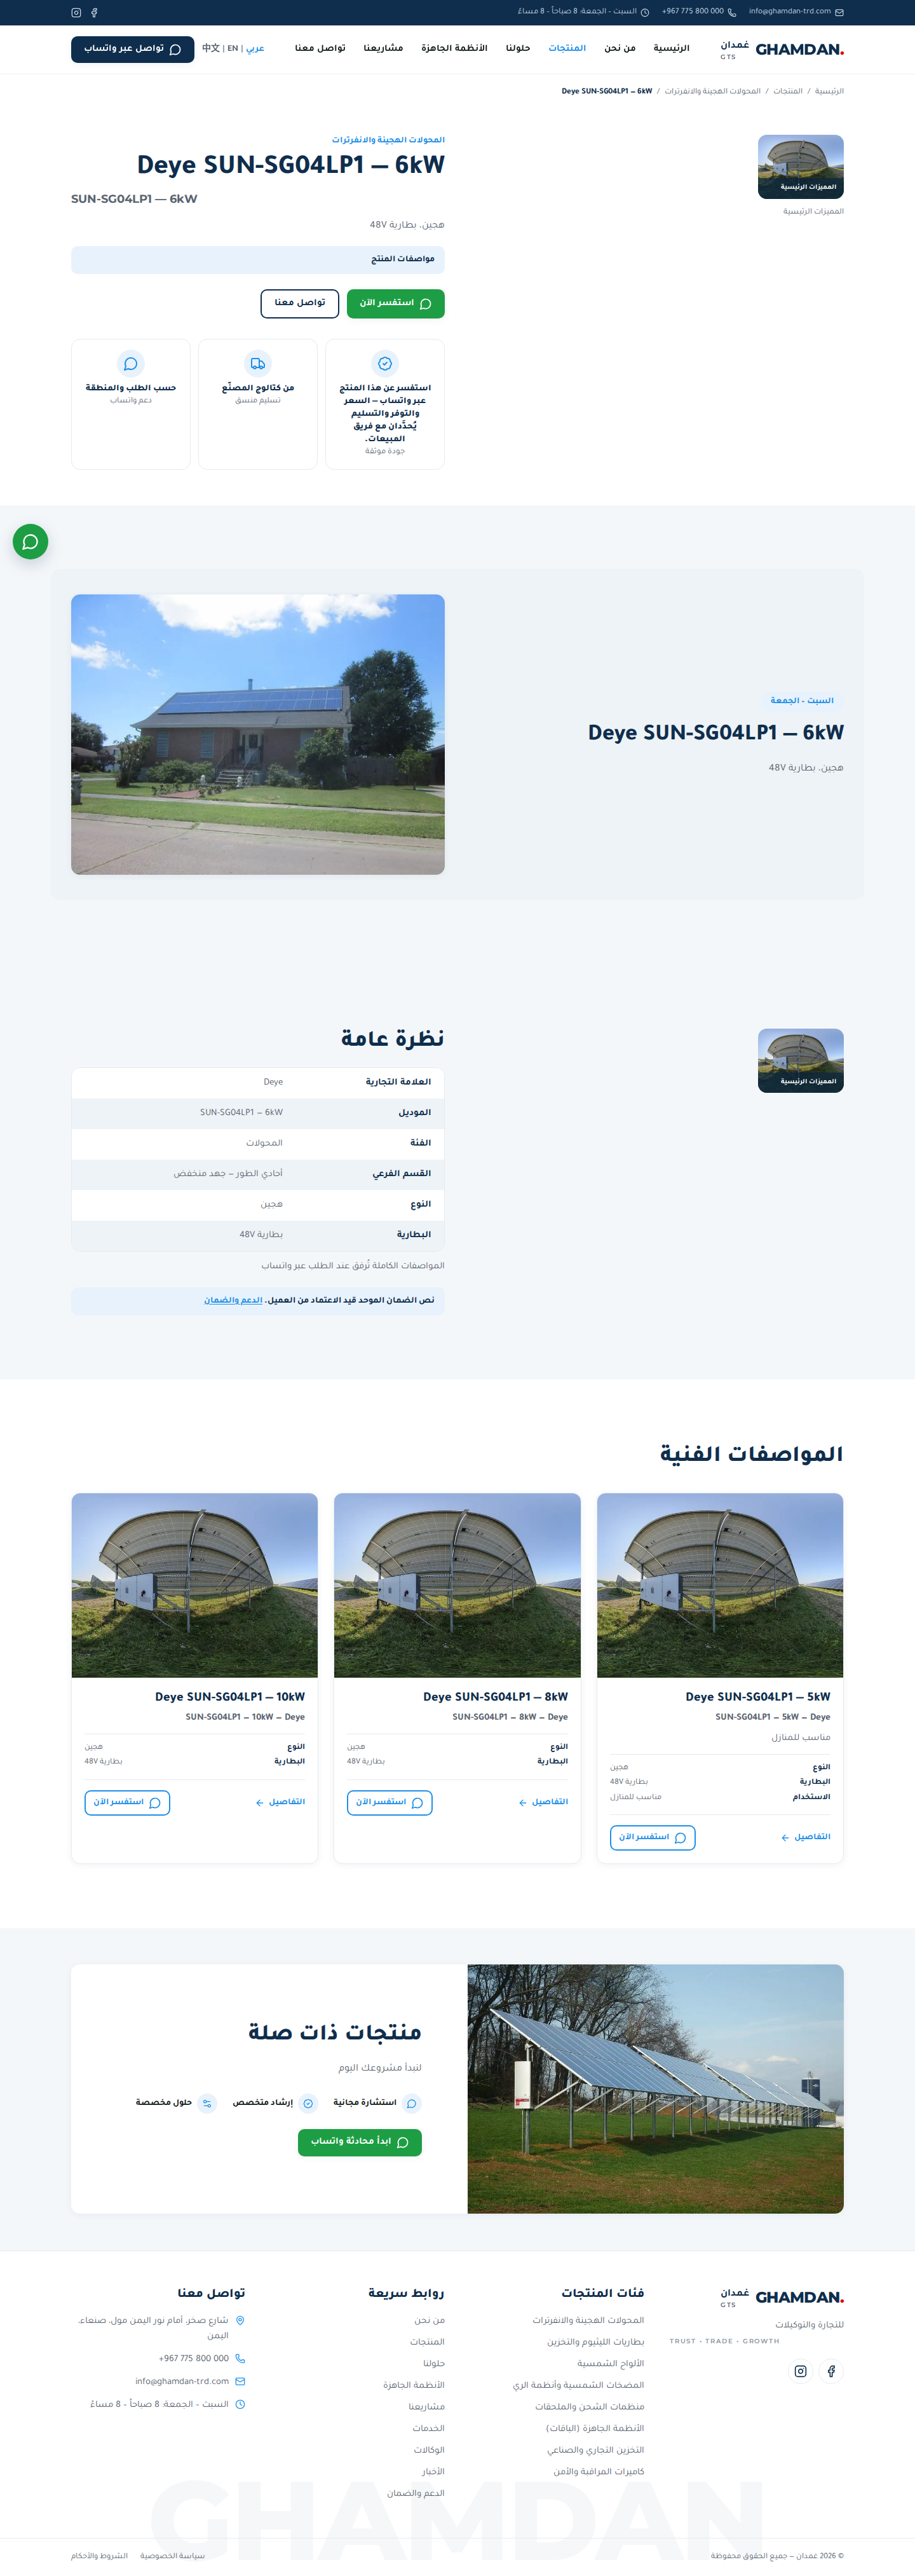 info@ghamdan-trd.com
+967 775 800 000
السبت - الجمعة: 8 صباحاً – 8 مساءً
GHAMDAN.
غمدان
GTS
الرئيسية
من نحن
المنتجات
حلولنا
الأنظمة الجاهزة
مشاريعنا
تواصل معنا
عربي | EN | 中文
تواصل عبر واتساب
الرئيسية / المنتجات / المحولات الهجينة والانفرترات / Deye SUN-SG04LP1 — 6kW
المميزات الرئيسية
المميزات الرئيسية
المحولات الهجينة والانفرترات
Deye SUN-SG04LP1 — 6kW
SUN-SG04LP1 — 6kW
هجين، بطارية 48V
مواصفات المنتج
استفسر الآن
تواصل معنا
استفسر عن هذا المنتج
عبر واتساب — السعر
والتوفر والتسليم
يُحدَّدان مع فريق
المبيعات.
جودة موثقة
من كتالوج المصنّع
تسليم منسق
حسب الطلب والمنطقة
دعم واتساب
السبت - الجمعة
Deye SUN-SG04LP1 — 6kW
هجين، بطارية 48V
المميزات الرئيسية
نظرة عامة
العلامة التجارية Deye
الموديل SUN-SG04LP1 — 6kW
الفئة المحولات
القسم الفرعي أحادي الطور — جهد منخفض
النوع هجين
البطارية بطارية 48V
المواصفات الكاملة تُرفق عند الطلب عبر واتساب
نص الضمان الموحد قيد الاعتماد من العميل. الدعم والضمان
المواصفات الفنية
Deye SUN-SG04LP1 — 5kW
SUN-SG04LP1 — 5kW — Deye
مناسب للمنازل
النوع هجين
البطارية بطارية 48V
الاستخدام مناسب للمنازل
التفاصيل
استفسر الآن
Deye SUN-SG04LP1 — 8kW
SUN-SG04LP1 — 8kW — Deye
النوع هجين
البطارية بطارية 48V
التفاصيل
استفسر الآن
Deye SUN-SG04LP1 — 10kW
SUN-SG04LP1 — 10kW — Deye
النوع هجين
البطارية بطارية 48V
التفاصيل
استفسر الآن
منتجات ذات صلة
لنبدأ مشروعك اليوم
استشارة مجانية
إرشاد متخصص
حلول مخصصة
ابدأ محادثة واتساب
GHAMDAN.
غمدان
GTS
للتجارة والتوكيلات
TRUST • TRADE • GROWTH
فئات المنتجات
المحولات الهجينة والانفرترات
بطاريات الليثيوم والتخزين
الألواح الشمسية
المضخات الشمسية وأنظمة الري
منظمات الشحن والملحقات
الأنظمة الجاهزة (الباقات)
التخزين التجاري والصناعي
كاميرات المراقبة والأمن
روابط سريعة
من نحن
المنتجات
حلولنا
الأنظمة الجاهزة
مشاريعنا
الخدمات
الوكالات
الأخبار
الدعم والضمان
تواصل معنا
شارع صخر، أمام نور اليمن مول، صنعاء،
اليمن
+967 775 800 000
info@ghamdan-trd.com
السبت - الجمعة: 8 صباحاً – 8 مساءً
GHAMDAN
© 2026 غمدان — جميع الحقوق محفوظة
سياسة الخصوصية
الشروط والأحكام